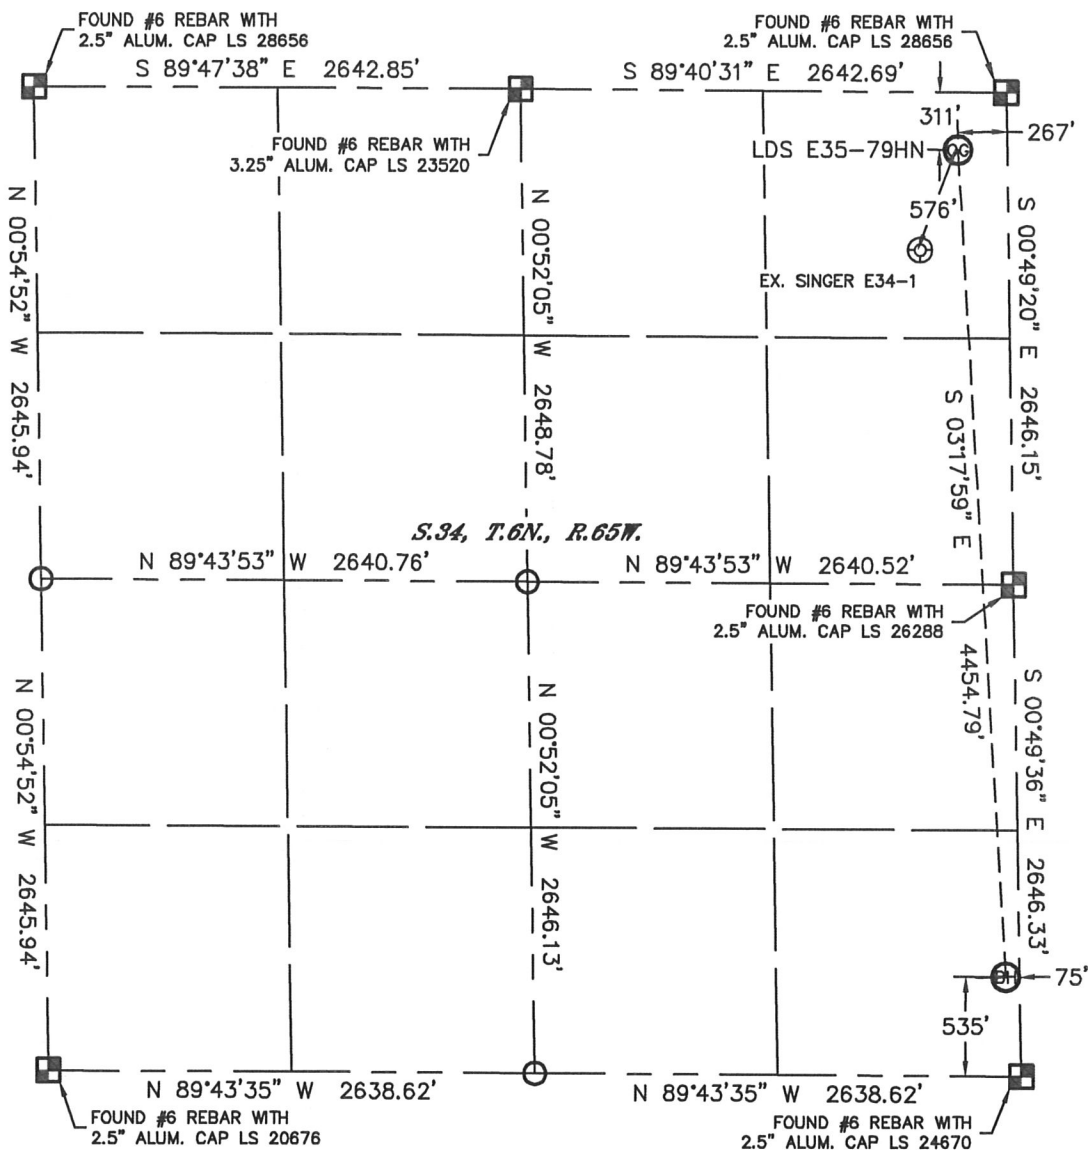 FOUND #6 REBAR WITH
2.5" ALUM. CAP LS 28656
FOUND #6 REBAR WITH
2.5" ALUM. CAP LS 28656
S 89°47'38" E 2642.85'
S 89°40'31" E 2642.69'
311'
267'
FOUND #6 REBAR WITH
3.25" ALUM. CAP LS 23520
LDS E35-79HN
OG
576'
EX. SINGER E34-1
N 00°54'52" W 2645.94'
N 00°52'05" W 2648.78'
S 03°17'59" E 4454.79'
S 00°49'20" E 2646.15'
S.34, T.6N., R.65W.
N 89°43'53" W 2640.76'
N 89°43'53" W 2640.52'
FOUND #6 REBAR WITH
2.5" ALUM. CAP LS 26288
N 00°54'52" W 2645.94'
N 00°52'05" W 2646.13'
S 00°49'36" E 2646.33'
BH
75'
535'
N 89°43'35" W 2638.62'
N 89°43'35" W 2638.62'
FOUND #6 REBAR WITH
2.5" ALUM. CAP LS 20676
FOUND #6 REBAR WITH
2.5" ALUM. CAP LS 24670